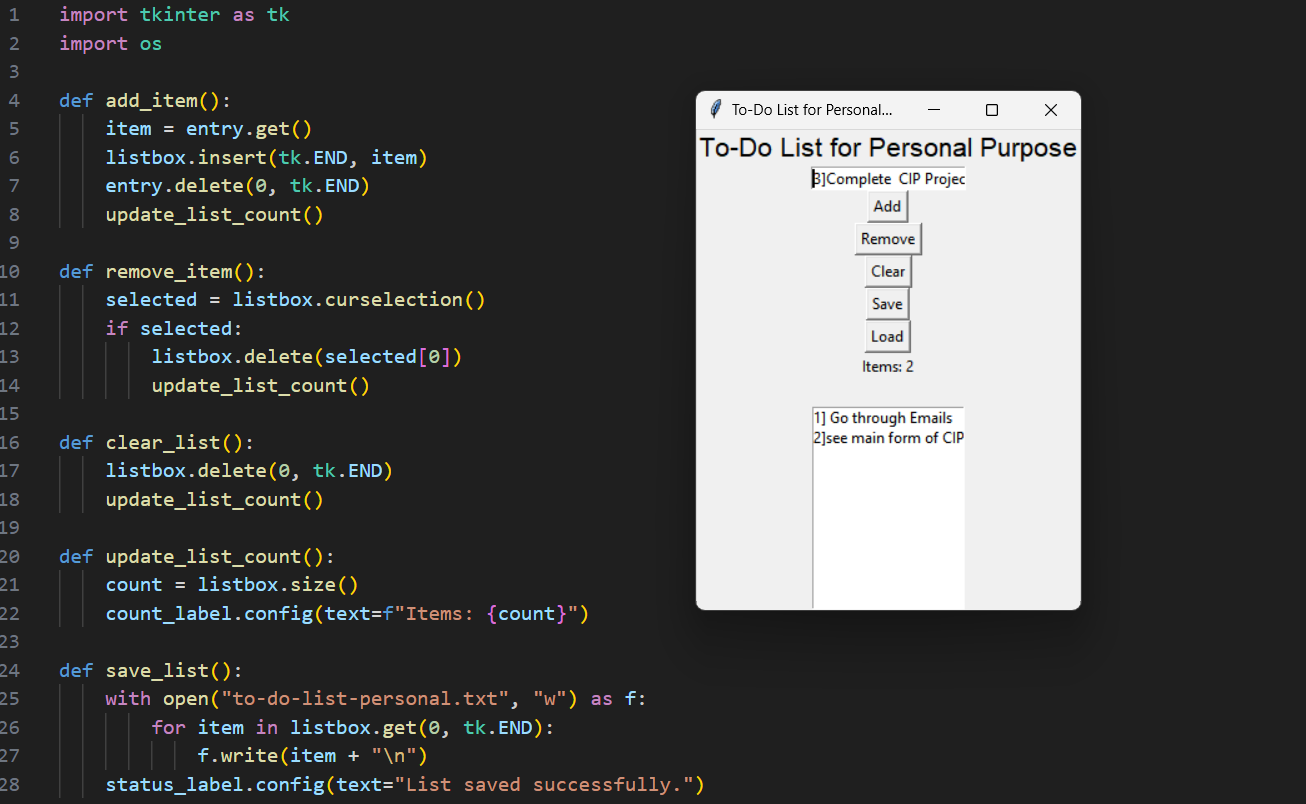 1 import tkinter as tk
2 import os
3
4 def add_item():
5     item = entry.get()
6     listbox.insert(tk.END, item)
7     entry.delete(0, tk.END)
8     update_list_count()
9
10 def remove_item():
11     selected = listbox.curselection()
12     if selected:
13         listbox.delete(selected[0])
14         update_list_count()
15
16 def clear_list():
17     listbox.delete(0, tk.END)
18     update_list_count()
19
20 def update_list_count():
21     count = listbox.size()
22     count_label.config(text=f"Items: {count}")
23
24 def save_list():
25     with open("to-do-list-personal.txt", "w") as f:
26         for item in listbox.get(0, tk.END):
27             f.write(item + "\n")
28     status_label.config(text="List saved successfully.")
To-Do List for Personal...
To-Do List for Personal Purpose
3]Complete  CIP Projec
Add
Remove
Clear
Save
Load
Items: 2
1] Go through Emails
2]see main form of CIP